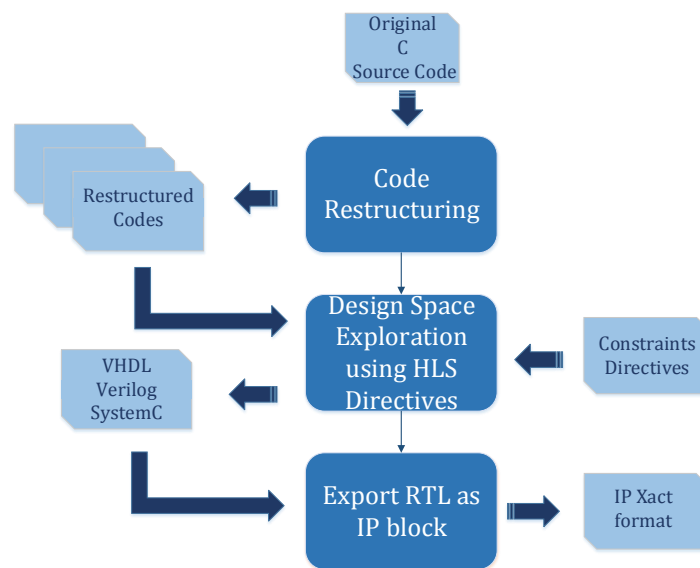 Original
C
Source Code
Code
Restructuring
Restructured
Codes
Design Space
Exploration
using HLS
Directives
Constraints
Directives
VHDL
Verilog
SystemC
Export RTL as
IP block
IP Xact
format